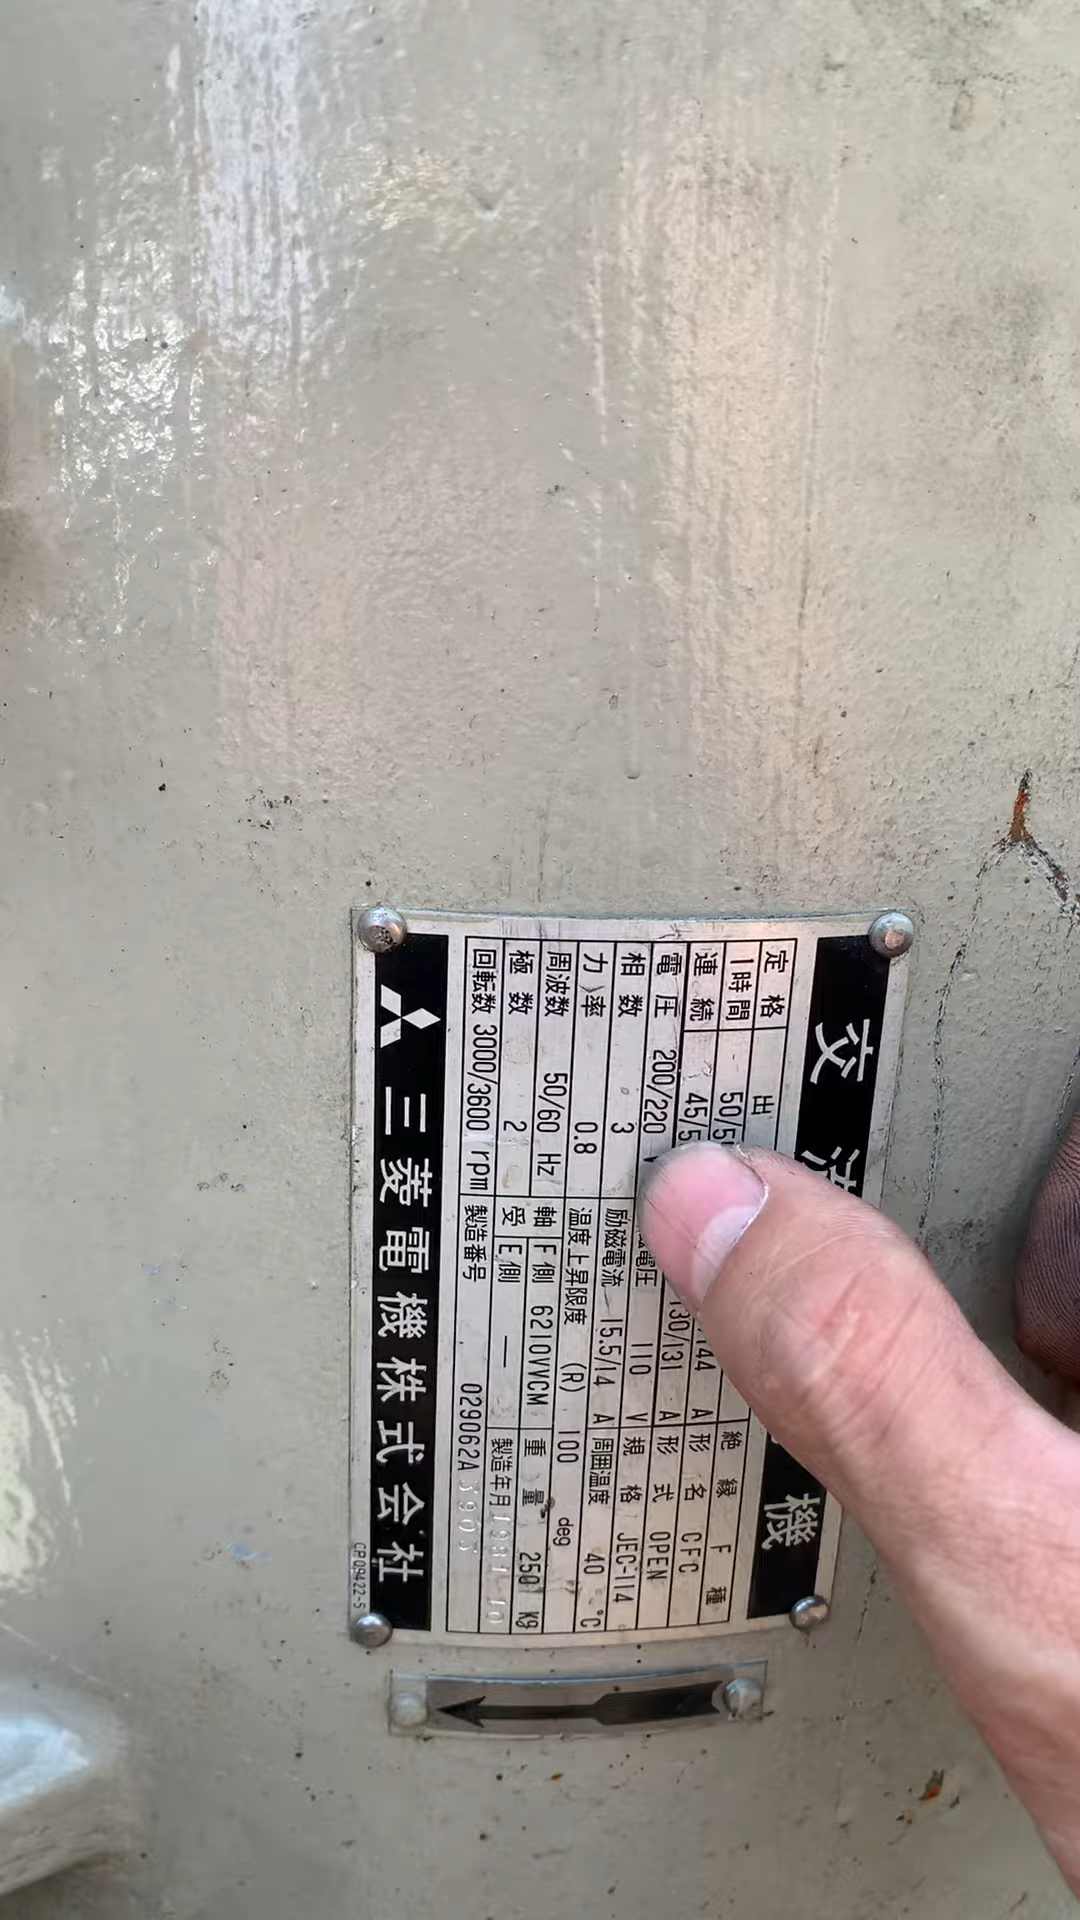 交 機
定格 出 絶縁 F 種
1時間 50/5 144 A 形名 CFC
連続 45/5 130/131 A 形式 OPEN
電圧 200/220 電圧 110 V 規格 JEC-114
相数 3 励磁電流 15.5/14 A 周囲温度 40 °C
力率 0.8 温度上昇限度 (R) 100 deg
周波数 50/60 Hz 軸受 F側 6210VVCM 重量 250 Kg
極数 2 E側 — 製造年月
回転数 3000/3600 rpm 製造番号 029062A
三菱電機株式会社
CP09422-5